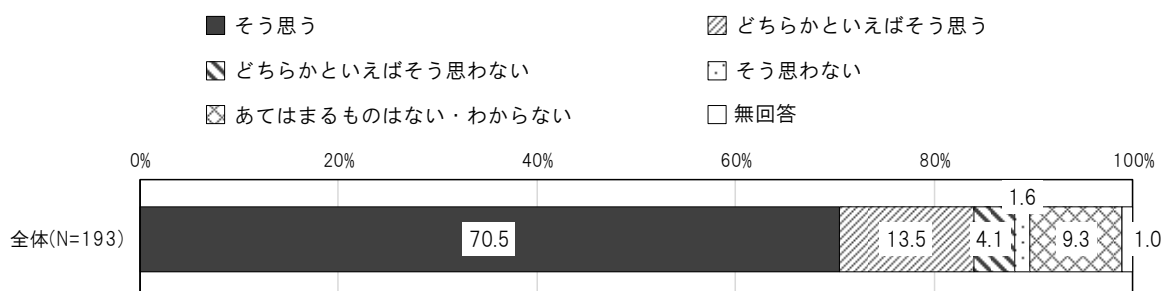 そう思う
どちらかといえばそう思う
どちらかといえばそう思わない
そう思わない
あてはまるものはない・わからない
無回答
0% 20% 40% 60% 80% 100%
1.6
全体(N=193) 70.5 13.5 4.1 9.3 1.0